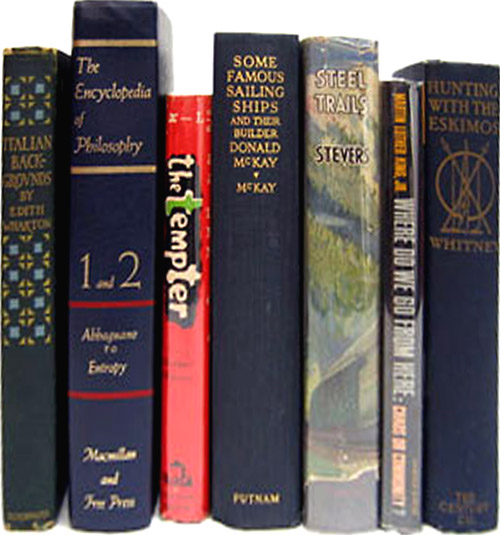 ITALIAN
BACK-
GROUNDS
BY
EDITH
WHARTON
The
Encyclopedia
of
Philosophy
1 and 2
Abbagnano
TO
Entropy
Macmillan
and
Free Press
the tempter
SOME
FAMOUS
SAILING
SHIPS
AND THEIR
BUILDER
DONALD
McKAY
McKAY
PUTNAM
STEEL
TRAILS
STEVERS
MARTIN LUTHER KING, JR.
WHERE DO WE GO FROM HERE:
CHAOS OR COMMUNITY?
HUNTING
WITH THE
ESKIMOS
WHITNEY
THE
CENTURY
CO.